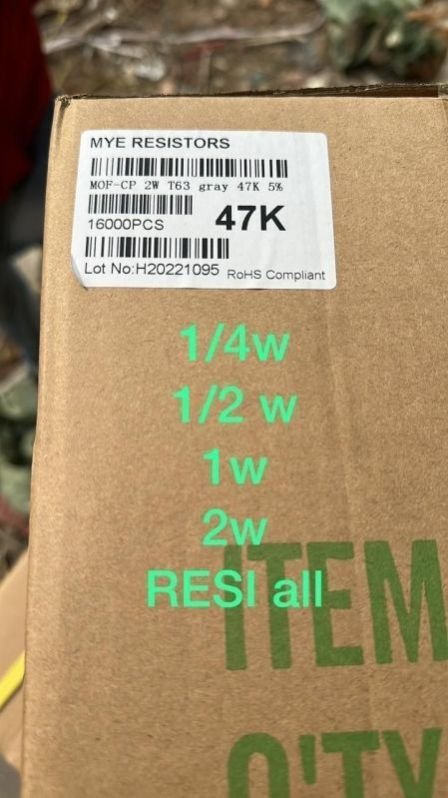 MYE RESISTORS
MOF-CP 2W T63 gray 47K 5%
16000PCS 47K
Lot No:H20221095 RoHS Compliant
1/4w
1/2 w
1w
2w
RESI all
ITEM
Q'TY